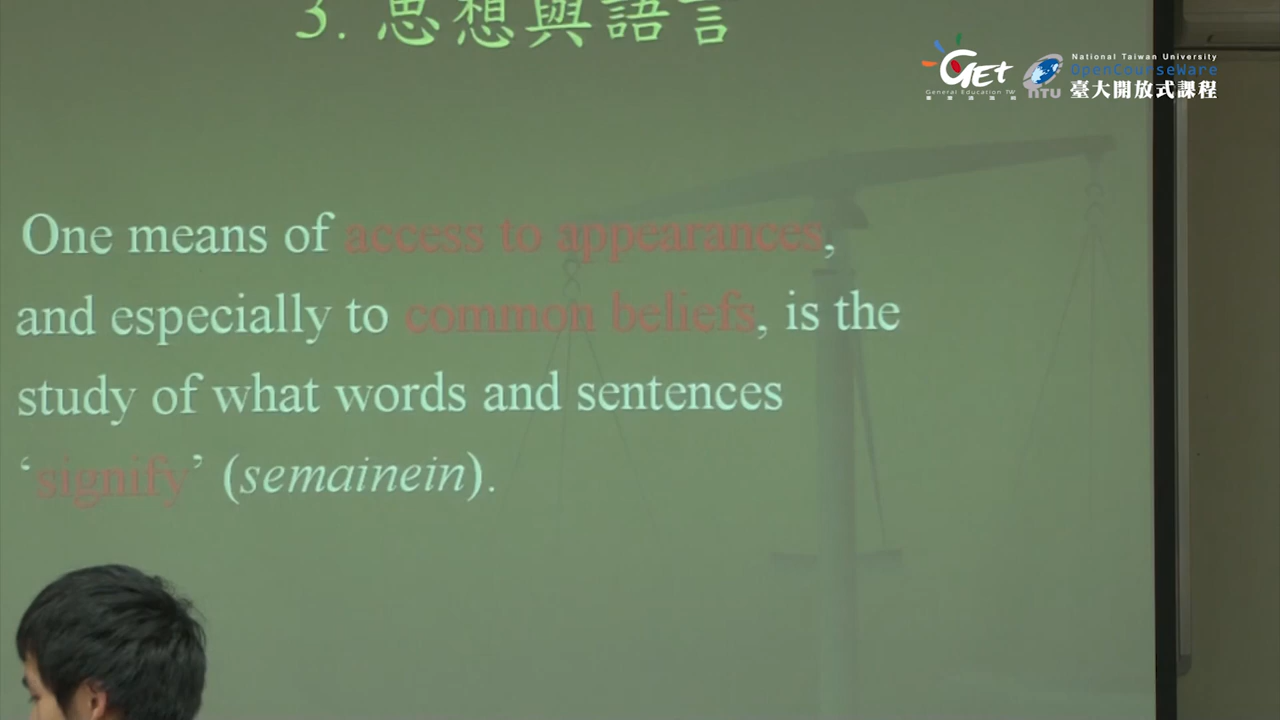 3. 思想與語言
GET
General Education TW
National Taiwan University
OpenCourseWare
NTU
臺大開放式課程
One means of access to appearances,
and especially to common beliefs, is the
study of what words and sentences
‘signify’ (semainein).